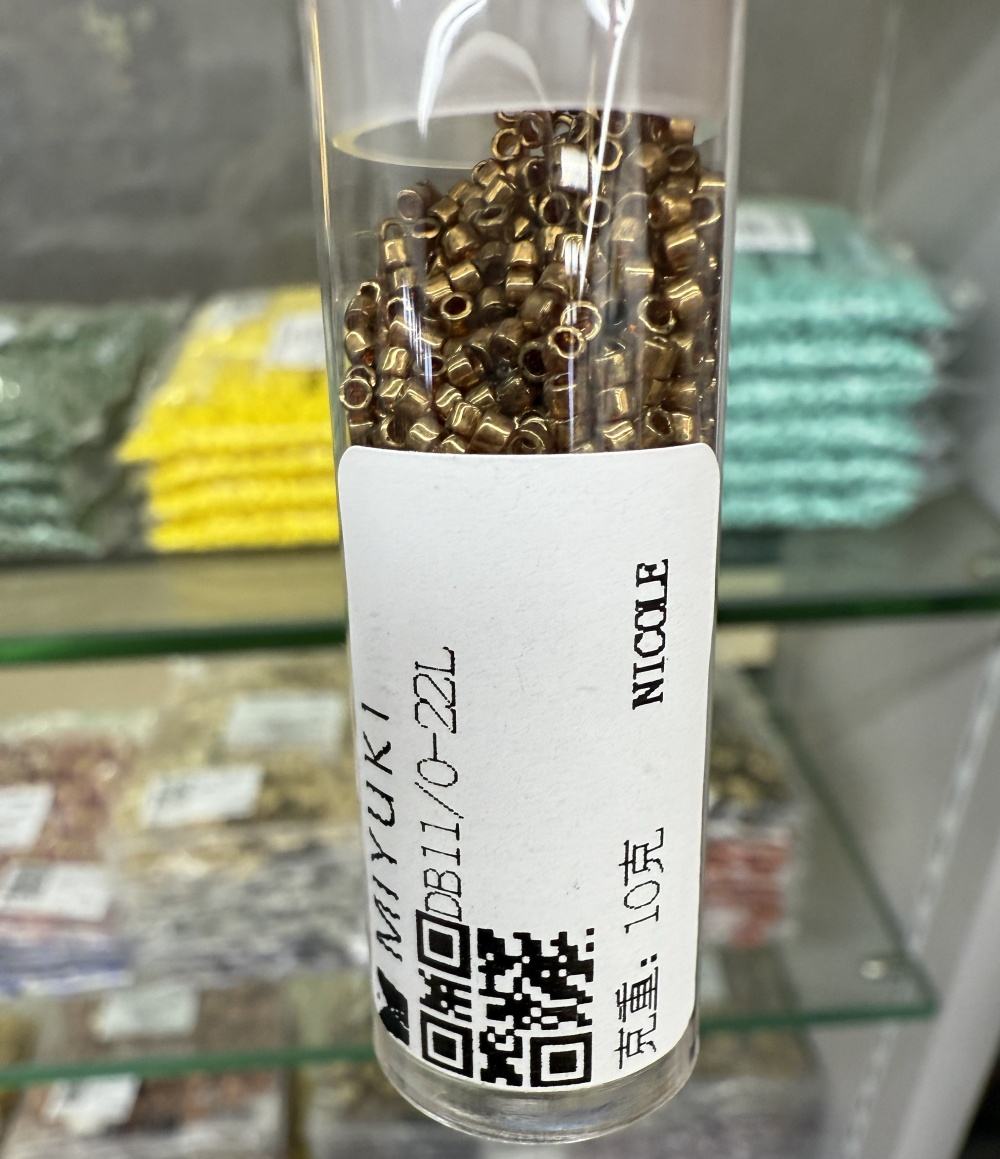 MIYUKI
DB11/0-22L
NICOLE
克重: 10克